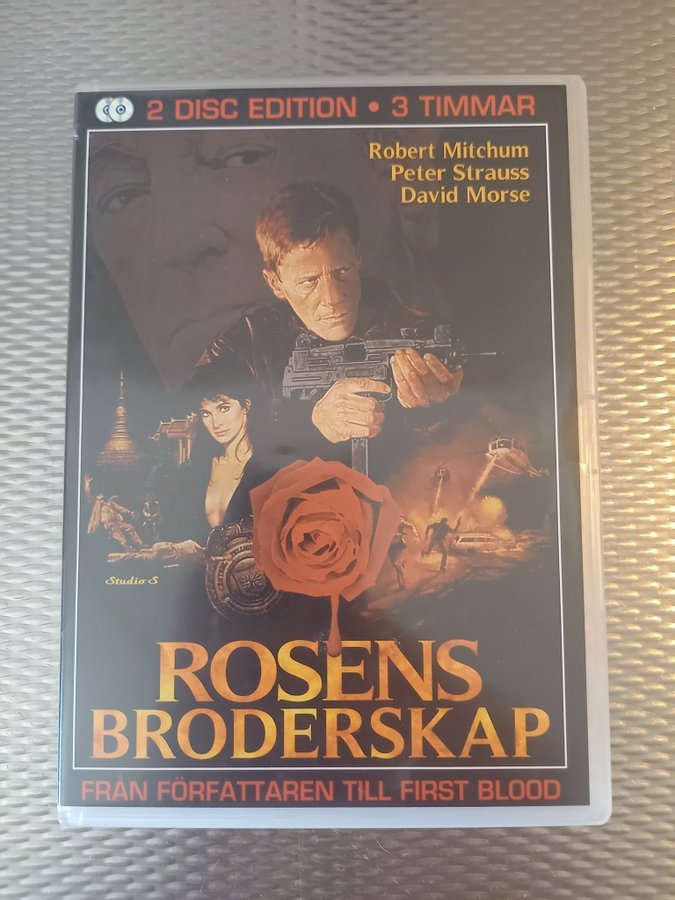 2 DISC EDITION • 3 TIMMAR
Robert Mitchum
Peter Strauss
David Morse
Studio S
ROSENS
BRODERSKAP
FRÅN FÖRFATTAREN TILL FIRST BLOOD